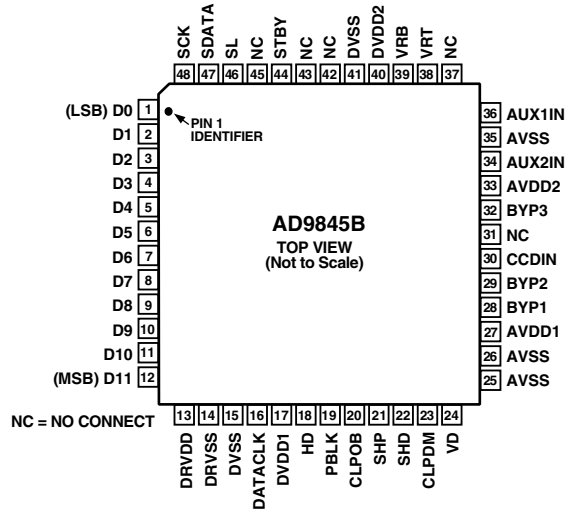 SCK SDATA SL NC STBY NC NC DVSS DVDD2 VRB VRT NC
48 47 46 45 44 43 42 41 40 39 38 37
(LSB) D0 1
D1 2
D2 3
D3 4
D4 5
D5 6
D6 7
D7 8
D8 9
D9 10
D10 11
(MSB) D11 12
PIN 1
IDENTIFIER
AD9845B
TOP VIEW
(Not to Scale)
36 AUX1IN
35 AVSS
34 AUX2IN
33 AVDD2
32 BYP3
31 NC
30 CCDIN
29 BYP2
28 BYP1
27 AVDD1
26 AVSS
25 AVSS
13 14 15 16 17 18 19 20 21 22 23 24
DRVDD DRVSS DVSS DATACLK DVDD1 HD PBLK CLPOB SHP SHD CLPDM VD
NC = NO CONNECT